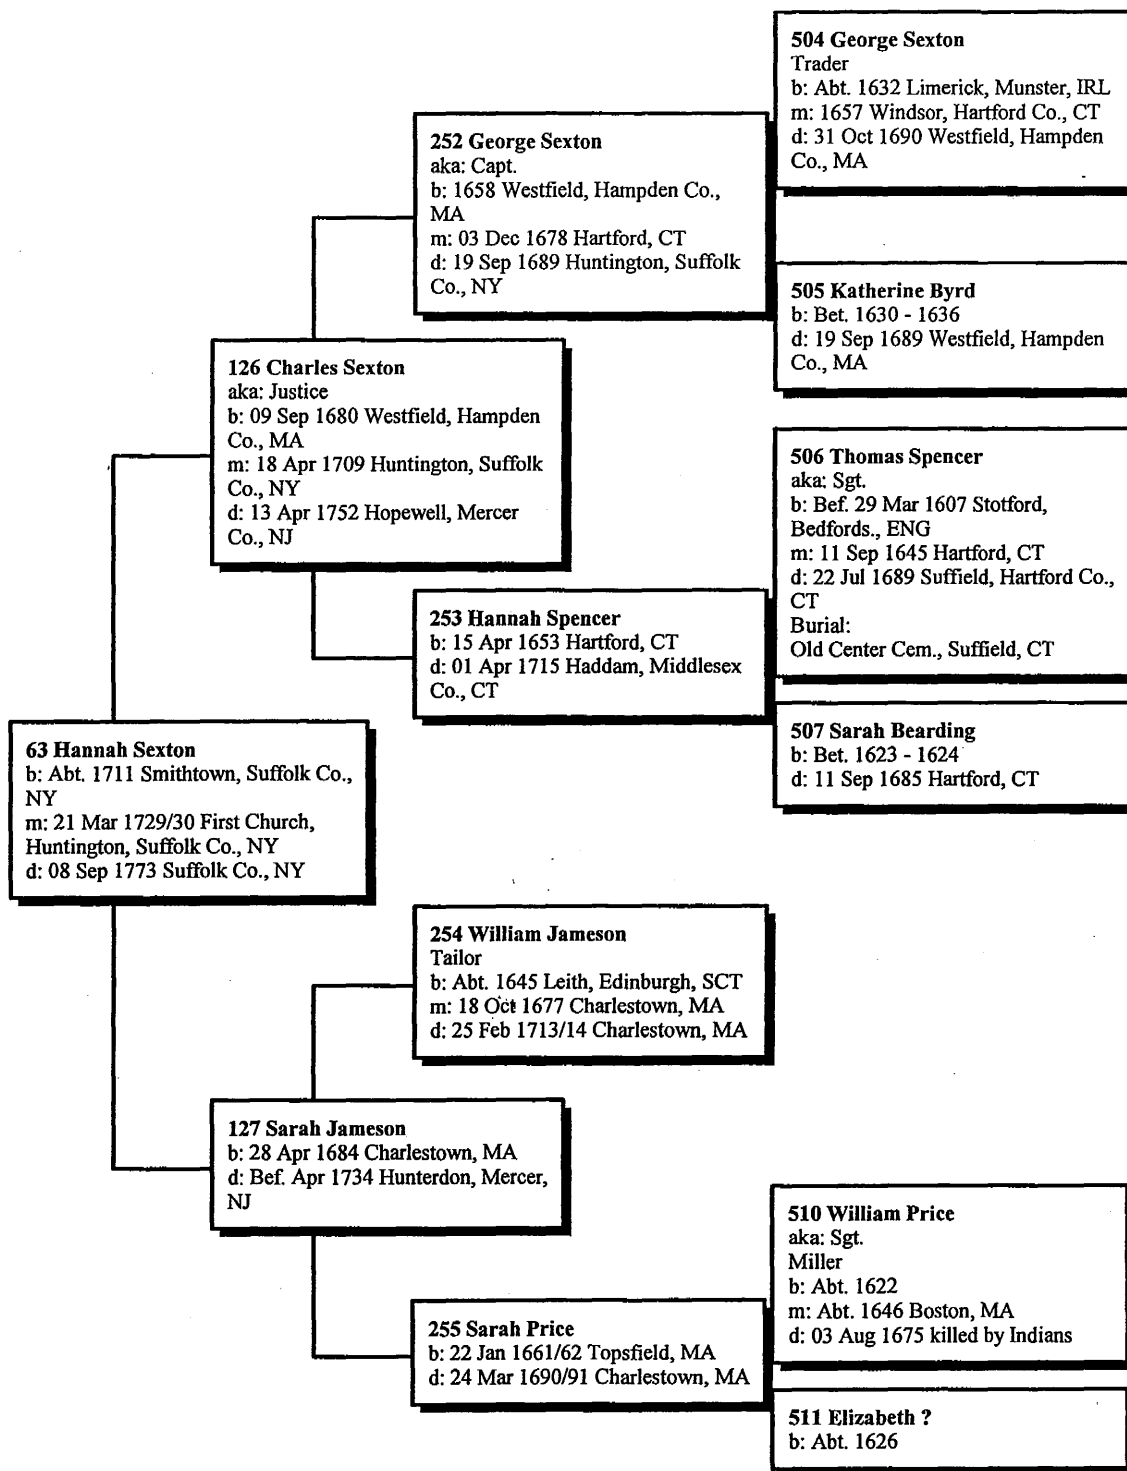 504 George Sexton
Trader
b: Abt. 1632 Limerick, Munster, IRL
m: 1657 Windsor, Hartford Co., CT
d: 31 Oct 1690 Westfield, Hampden
Co., MA
252 George Sexton
aka: Capt.
b: 1658 Westfield, Hampden Co.,
MA
m: 03 Dec 1678 Hartford, CT
d: 19 Sep 1689 Huntington, Suffolk
Co., NY
505 Katherine Byrd
b: Bet. 1630 - 1636
d: 19 Sep 1689 Westfield, Hampden
Co., MA
126 Charles Sexton
aka: Justice
b: 09 Sep 1680 Westfield, Hampden
Co., MA
m: 18 Apr 1709 Huntington, Suffolk
Co., NY
d: 13 Apr 1752 Hopewell, Mercer
Co., NJ
506 Thomas Spencer
aka: Sgt.
b: Bef. 29 Mar 1607 Stotford,
Bedfords., ENG
m: 11 Sep 1645 Hartford, CT
d: 22 Jul 1689 Suffield, Hartford Co.,
CT
Burial:
Old Center Cem., Suffield, CT
253 Hannah Spencer
b: 15 Apr 1653 Hartford, CT
d: 01 Apr 1715 Haddam, Middlesex
Co., CT
507 Sarah Bearding
b: Bet. 1623 - 1624
d: 11 Sep 1685 Hartford, CT
63 Hannah Sexton
b: Abt. 1711 Smithtown, Suffolk Co.,
NY
m: 21 Mar 1729/30 First Church,
Huntington, Suffolk Co., NY
d: 08 Sep 1773 Suffolk Co., NY
254 William Jameson
Tailor
b: Abt. 1645 Leith, Edinburgh, SCT
m: 18 Oct 1677 Charlestown, MA
d: 25 Feb 1713/14 Charlestown, MA
127 Sarah Jameson
b: 28 Apr 1684 Charlestown, MA
d: Bef. Apr 1734 Hunterdon, Mercer,
NJ
510 William Price
aka: Sgt.
Miller
b: Abt. 1622
m: Abt. 1646 Boston, MA
d: 03 Aug 1675 killed by Indians
255 Sarah Price
b: 22 Jan 1661/62 Topsfield, MA
d: 24 Mar 1690/91 Charlestown, MA
511 Elizabeth ?
b: Abt. 1626